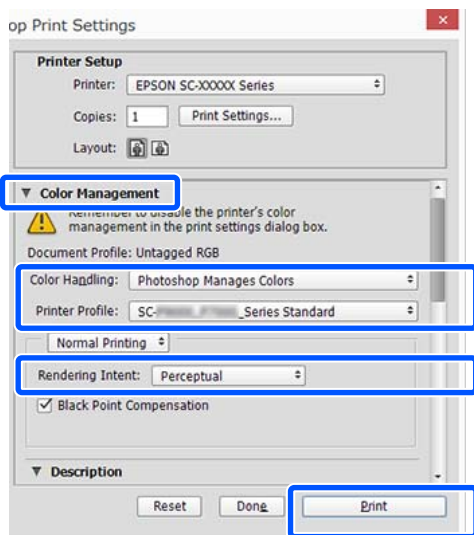 op Print Settings
Printer Setup
Printer: EPSON SC-XXXXX Series
Copies: 1 Print Settings...
Layout:
Color Management
Remember to disable the printer's color
management in the print settings dialog box.
Document Profile: Untagged RGB
Color Handling: Photoshop Manages Colors
Printer Profile: SC- _Series Standard
Normal Printing
Rendering Intent: Perceptual
Black Point Compensation
Description
Reset Done Print